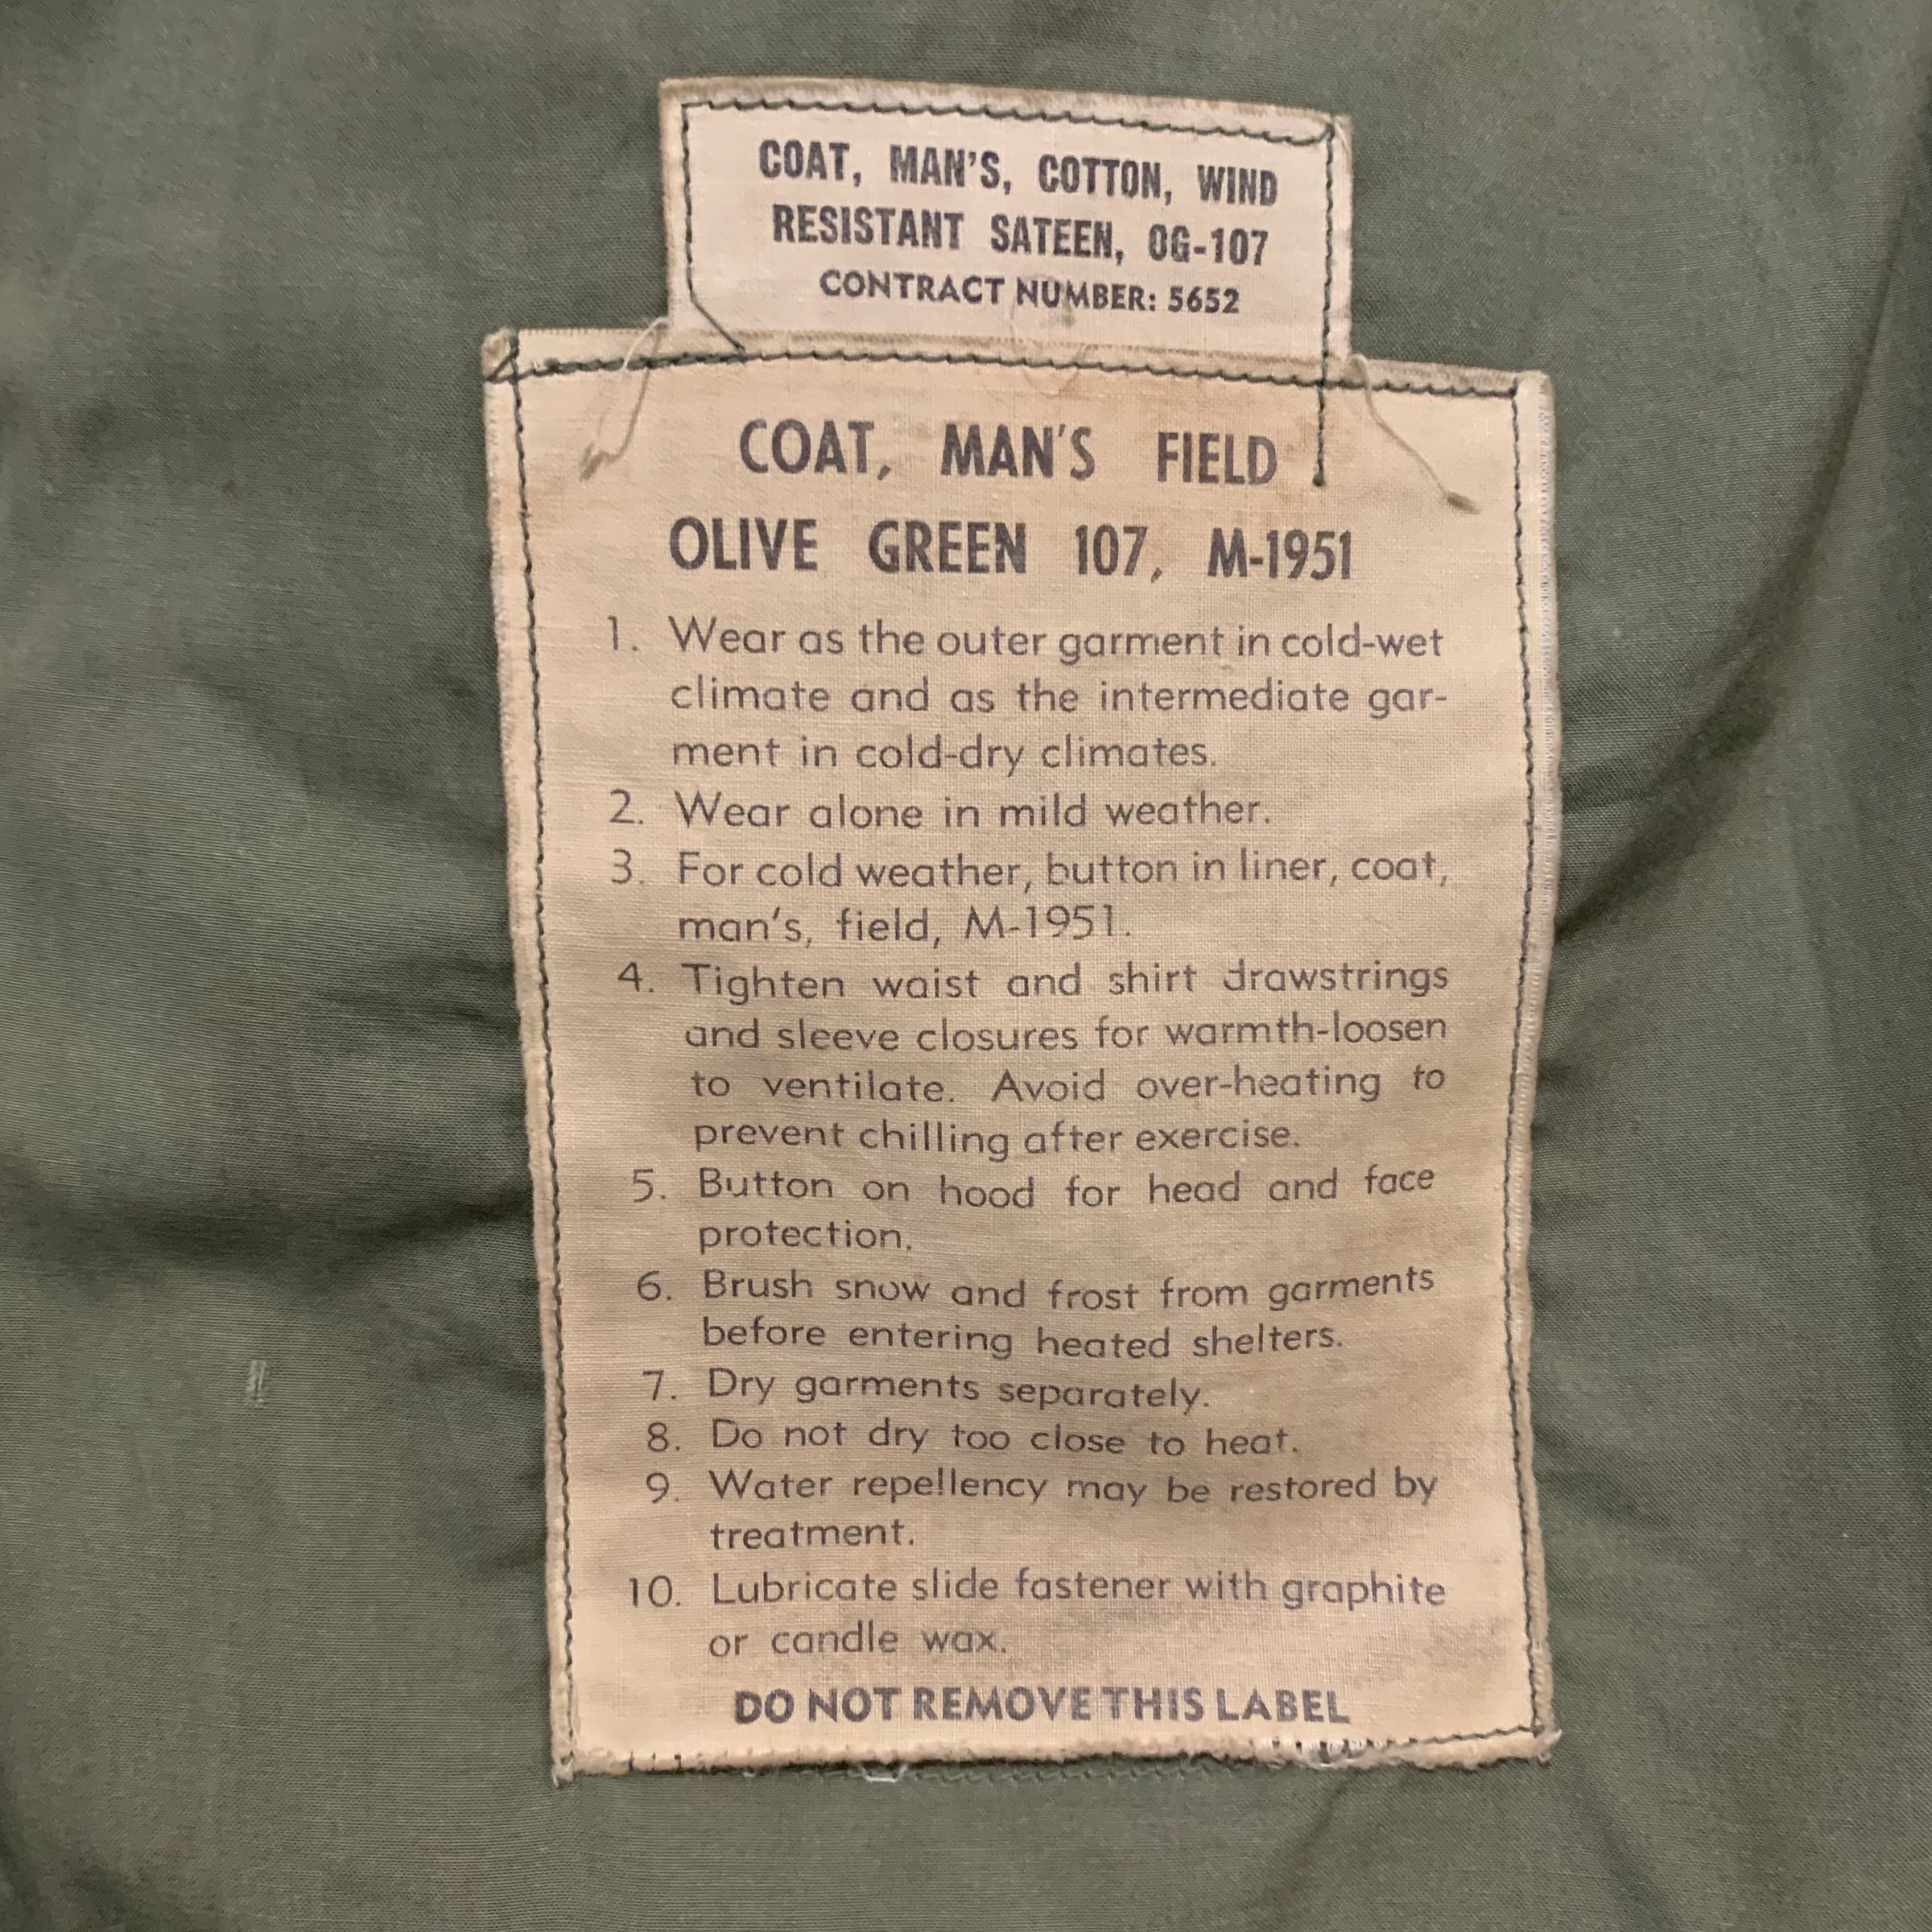 COAT, MAN'S, COTTON, WIND
RESISTANT SATEEN, OG-107
CONTRACT NUMBER: 5652
COAT, MAN'S FIELD
OLIVE GREEN 107, M-1951
1. Wear as the outer garment in cold-wet
climate and as the intermediate gar-
ment in cold-dry climates.
2. Wear alone in mild weather.
3. For cold weather, button in liner, coat,
man's, field, M-1951.
4. Tighten waist and shirt drawstrings
and sleeve closures for warmth-loosen
to ventilate. Avoid over-heating to
prevent chilling after exercise.
5. Button on hood for head and face
protection.
6. Brush snow and frost from garments
before entering heated shelters.
7. Dry garments separately.
8. Do not dry too close to heat.
9. Water repellency may be restored by
treatment.
10. Lubricate slide fastener with graphite
or candle wax.
DO NOT REMOVE THIS LABEL